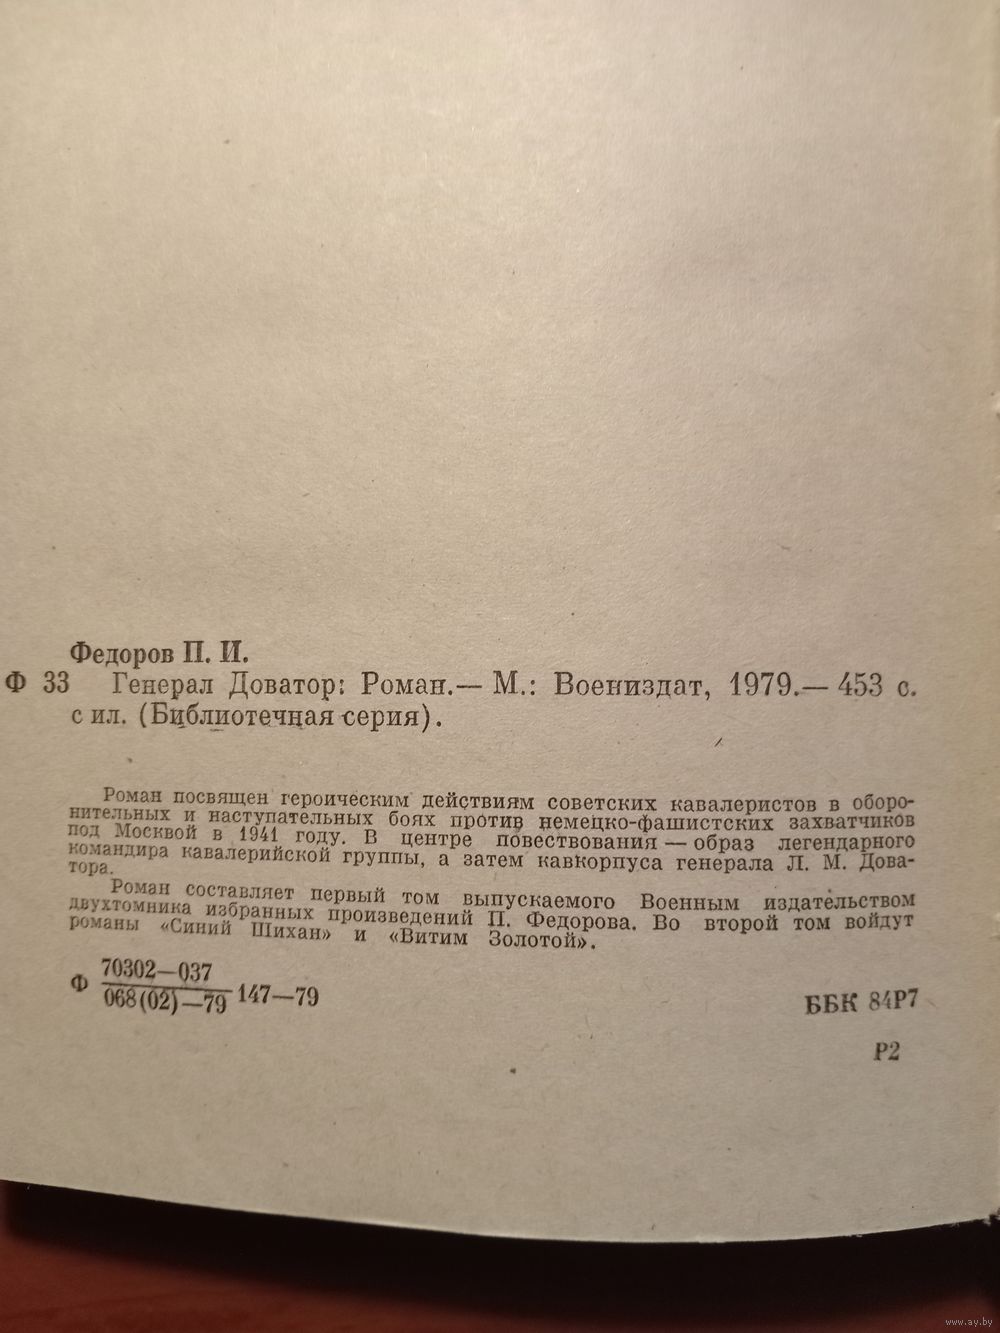 Федоров П. И.
Ф 33 Генерал Доватор: Роман.— М.: Воениздат, 1979.— 453 с.
с ил. (Библиотечная серия).
Роман посвящен героическим действиям советских кавалеристов в оборо-
нительных и наступательных боях против немецко-фашистских захватчиков
под Москвой в 1941 году. В центре повествования — образ легендарного
командира кавалерийской группы, а затем кавкорпуса генерала Л. М. Дова-
тора.
Роман составляет первый том выпускаемого Военным издательством
двухтомника избранных произведений П. Федорова. Во второй том войдут
романы «Синий Шихан» и «Витим Золотой».
70302—037
Ф 068(02)—79 147—79
ББК 84Р7
Р2
www.ay.by